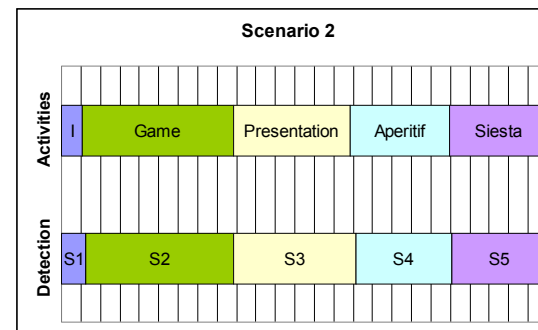 Scenario 2
Activities
I Game Presentation Aperitif Siesta
Detection
S1 S2 S3 S4 S5